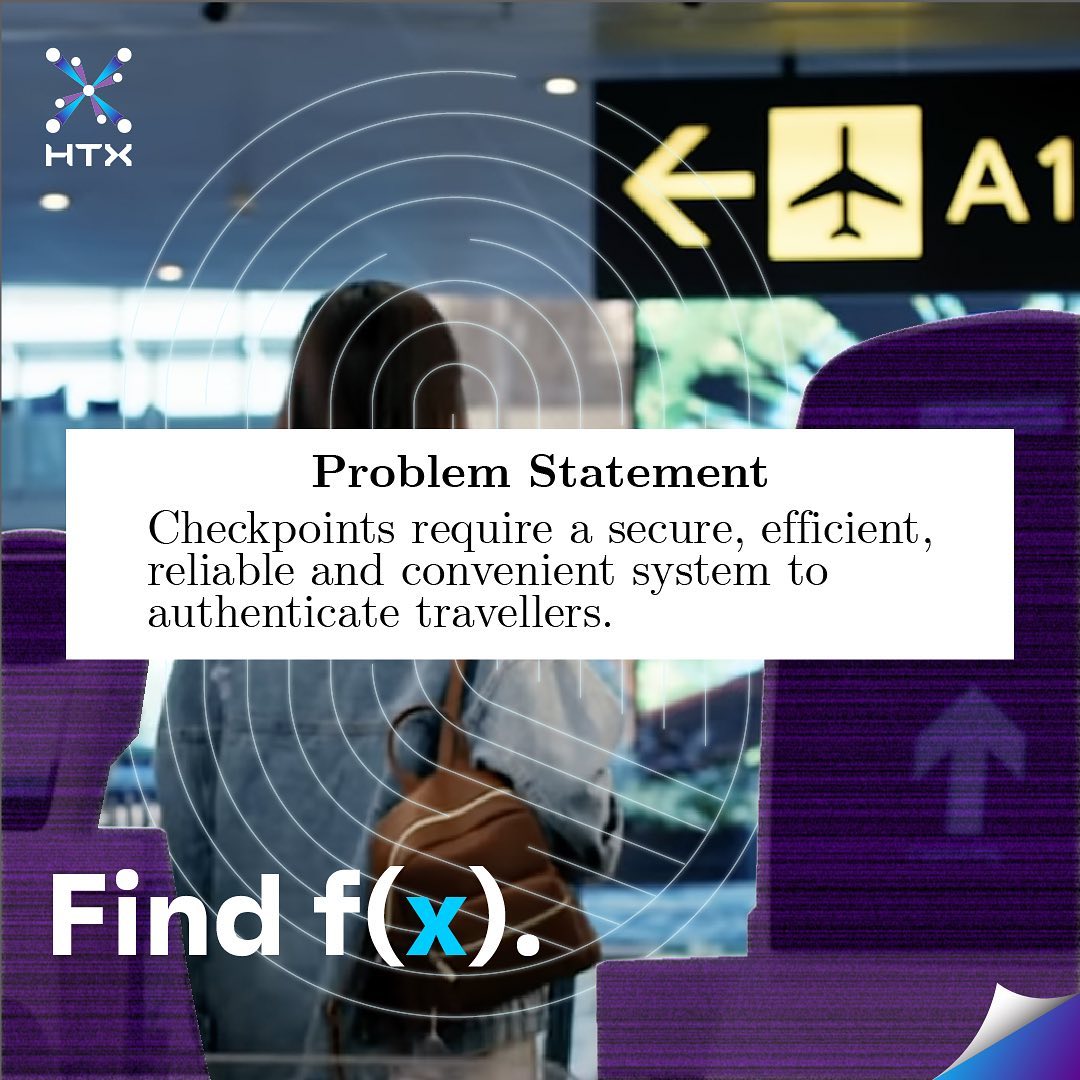 HTX
A1
Problem Statement
Checkpoints require a secure, efficient,
reliable and convenient system to
authenticate travellers.
Find f(x).